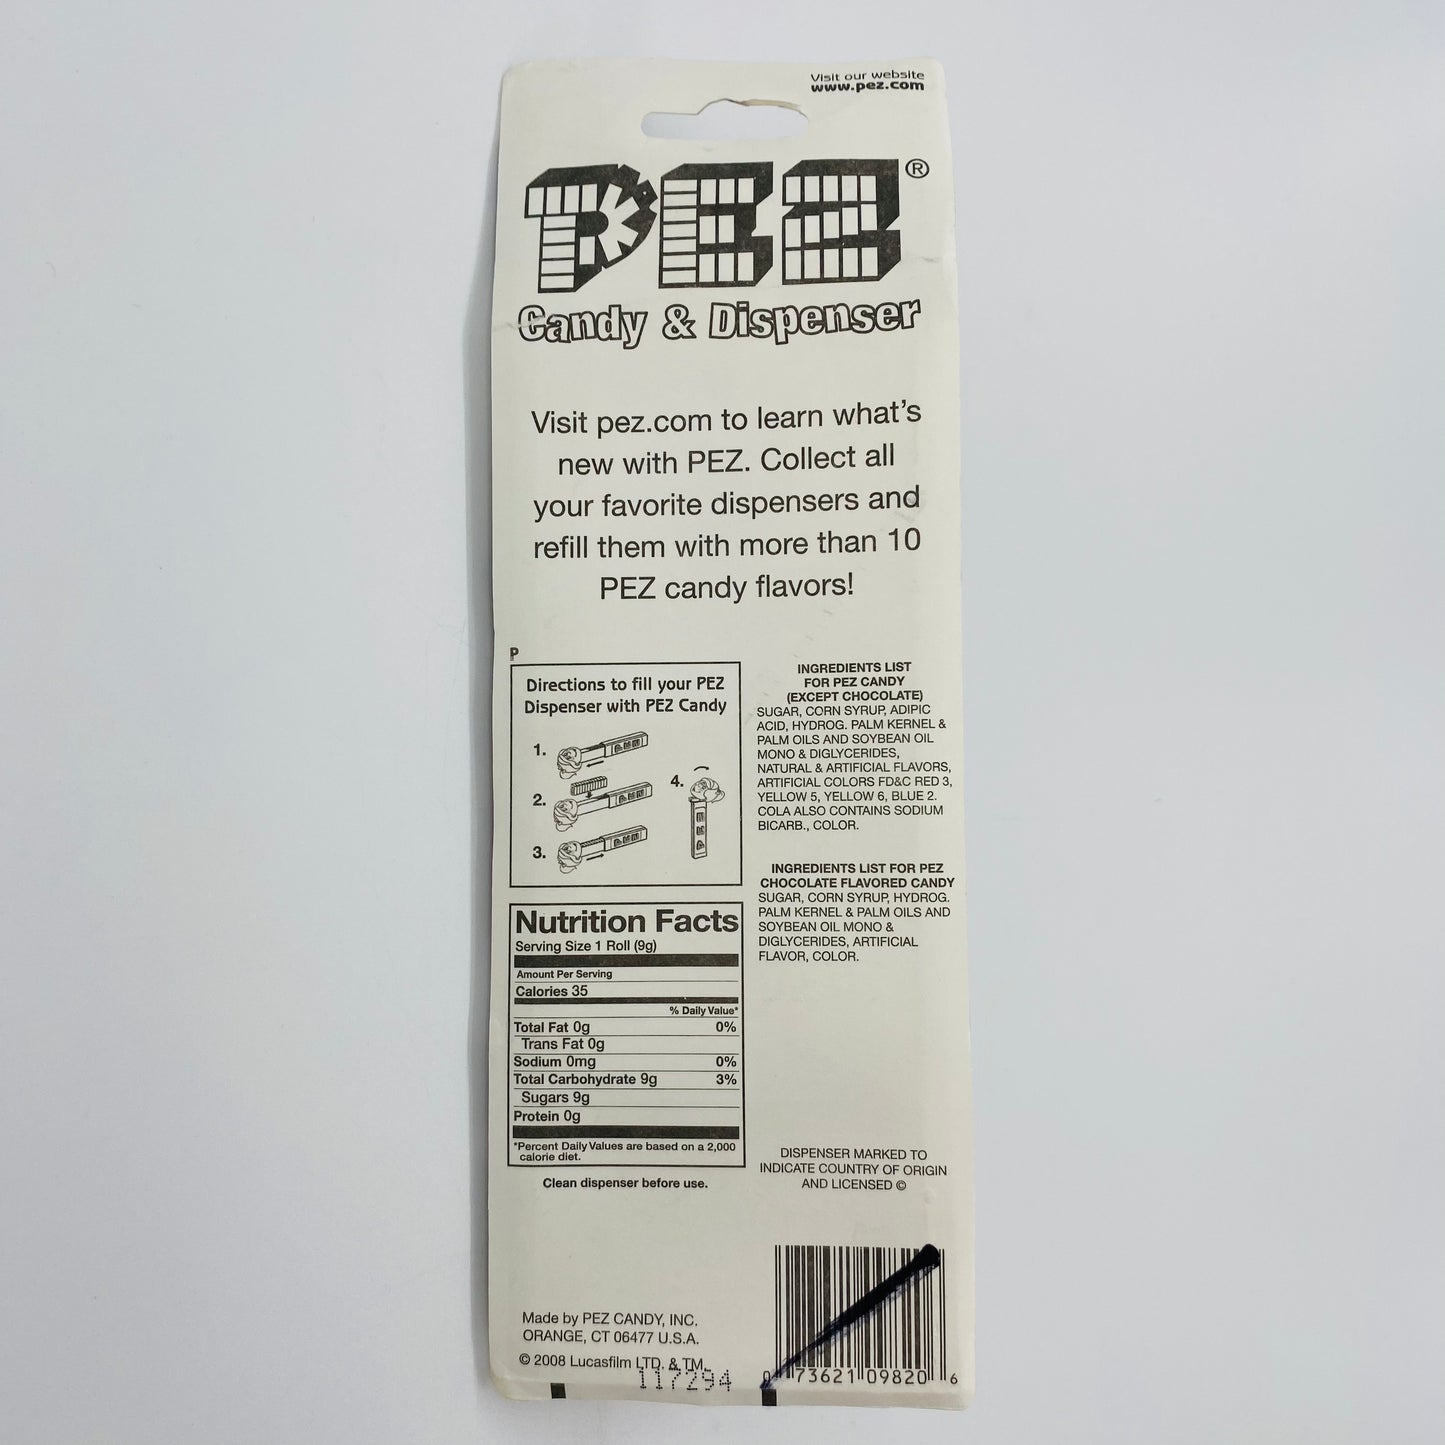 Visit our website
www.pez.com
PEZ®
Candy & Dispenser
Visit pez.com to learn what's
new with PEZ. Collect all
your favorite dispensers and
refill them with more than 10
PEZ candy flavors!
P
Directions to fill your PEZ
Dispenser with PEZ Candy
1.
2.
3.
4.
Nutrition Facts
Serving Size 1 Roll (9g)
Amount Per Serving
Calories 35
% Daily Value*
Total Fat 0g 0%
Trans Fat 0g
Sodium 0mg 0%
Total Carbohydrate 9g 3%
Sugars 9g
Protein 0g
*Percent Daily Values are based on a 2,000
calorie diet.
Clean dispenser before use.
INGREDIENTS LIST
FOR PEZ CANDY
(EXCEPT CHOCOLATE)
SUGAR, CORN SYRUP, ADIPIC
ACID, HYDROG. PALM KERNEL &
PALM OILS AND SOYBEAN OIL
MONO & DIGLYCERIDES,
NATURAL & ARTIFICIAL FLAVORS,
ARTIFICIAL COLORS FD&C RED 3,
YELLOW 5, YELLOW 6, BLUE 2.
COLA ALSO CONTAINS SODIUM
BICARB., COLOR.
INGREDIENTS LIST FOR PEZ
CHOCOLATE FLAVORED CANDY
SUGAR, CORN SYRUP, HYDROG.
PALM KERNEL & PALM OILS AND
SOYBEAN OIL MONO &
DIGLYCERIDES, ARTIFICIAL
FLAVOR, COLOR.
DISPENSER MARKED TO
INDICATE COUNTRY OF ORIGIN
AND LICENSED ©
Made by PEZ CANDY, INC.
ORANGE, CT 06477 U.S.A.
© 2008 Lucasfilm LTD. & TM.
117294
0 73621 09820 6